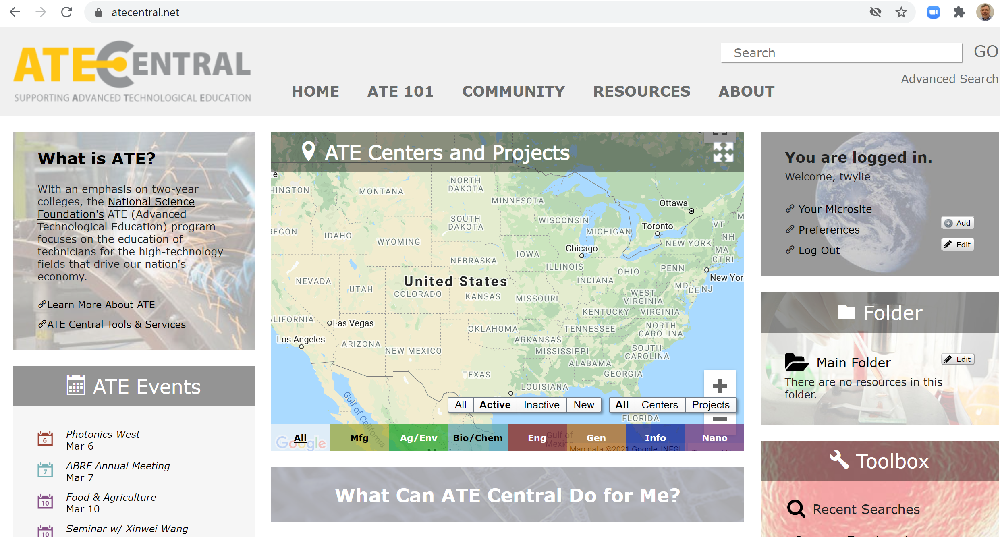 atecentral.net
ATECENTRAL
SUPPORTING ADVANCED TECHNOLOGICAL EDUCATION
Search
GO
Advanced Search
HOME
ATE 101
COMMUNITY
RESOURCES
ABOUT
What is ATE?
With an emphasis on two-year
colleges, the National Science
Foundation's ATE (Advanced
Technological Education) program
focuses on the education of
technicians for the high-technology
fields that drive our nation's
economy.
Learn More About ATE
ATE Central Tools & Services
ATE Events
6
Photonics West
Mar 6
7
ABRF Annual Meeting
Mar 7
10
Food & Agriculture
Mar 10
10
Seminar w/ Xinwei Wang
ATE Centers and Projects
le
HINGTON
MONTANA
NORTH
DAKOTA
MINNESOTA
Ottawa
SOUTH
DAKOTA
WISCONSIN
MICHIGAN
Toronto
VT
M
NH
REGON
IDAHO
WYOMING
NEW YORK
MA
CT RI
Chicago
IOWA
NEBRASKA
ILLINOIS
OHIO
PENN
New Yor
NEVADA
UTAH
United States
COLORADO
KANSAS
INDIANA
MISSOURI
WEST
VIRGINIA
MD
DE
NJ
KENTUCKY
VIRGINIA
ALIFORNIA
Las Vegas
Los Angeles
ARIZONA
NEW MEXICO
OKLAHOMA
ARKANSAS
TENNESSEE
NORTH
CAROLINA
MISSISSIPPI
SOUTH
CAROLINA
ALABAMA
GEORGIA
TEXAS
LOUISIANA
Gulf of California
FLORIDA
All
Active
Inactive
New
All
Centers
Projects
Gulf of
Mexico
Google
All
Mfg
Ag/Env
Bio/Chem
Eng
Gen
Info
Nano
Map data ©2021 Google, INEGI
What Can ATE Central Do for Me?
You are logged in.
Welcome, twylie
Your Microsite
Preferences
Log Out
Add
Edit
Folder
Main Folder
Edit
There are no resources in this
folder.
Toolbox
Recent Searches